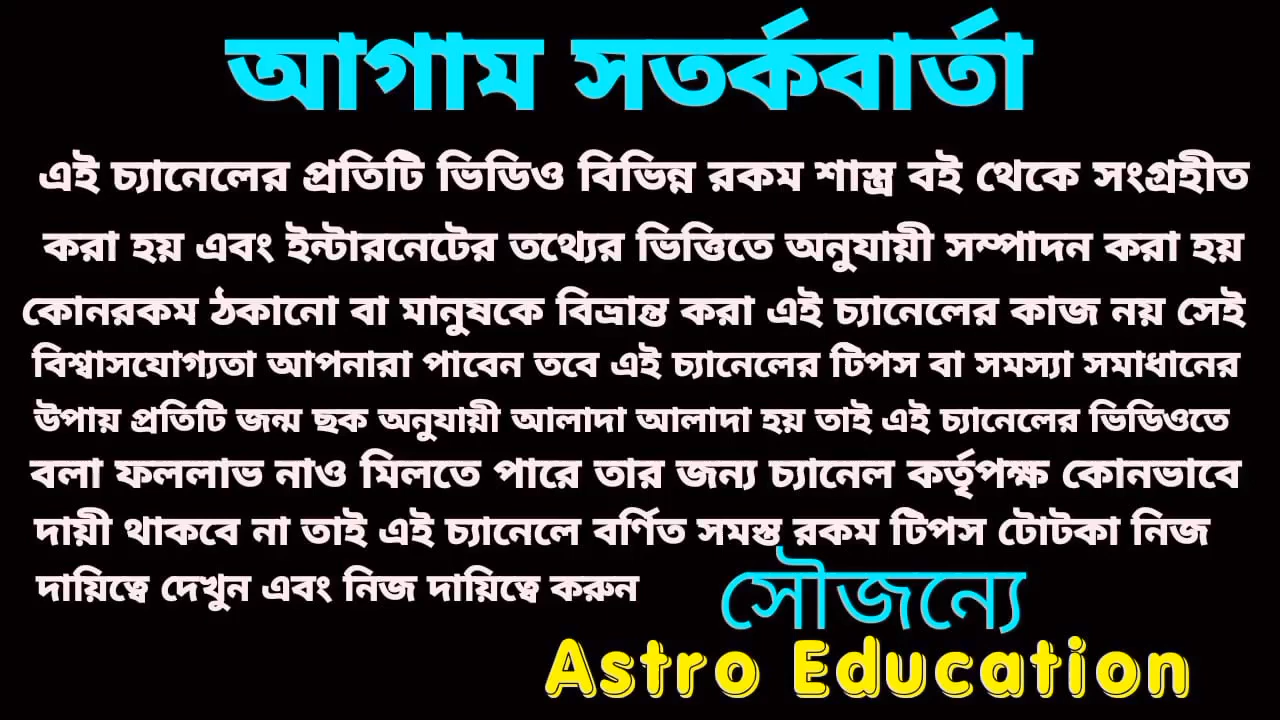 আগাম সতর্কবার্তা
এই চ্যানেলের প্রতিটি ভিডিও বিভিন্ন রকম শাস্ত্র বই থেকে সংগ্রহীত
করা হয় এবং ইন্টারনেটের তথ্যের ভিত্তিতে অনুযায়ী সম্পাদন করা হয়
কোনরকম ঠকানো বা মানুষকে বিভ্রান্ত করা এই চ্যানেলের কাজ নয় সেই
বিশ্বাসযোগ্যতা আপনারা পাবেন তবে এই চ্যানেলের টিপস বা সমস্যা সমাধানের
উপায় প্রতিটি জন্ম ছক অনুযায়ী আলাদা আলাদা হয় তাই এই চ্যানেলের ভিডিওতে
বলা ফললাভ নাও মিলতে পারে তার জন্য চ্যানেল কর্তৃপক্ষ কোনভাবে
দায়ী থাকবে না তাই এই চ্যানেলে বর্ণিত সমস্ত রকম টিপস টোটকা নিজ
দায়িত্বে দেখুন এবং নিজ দায়িত্বে করুন
সৌজন্যে
Astro Education